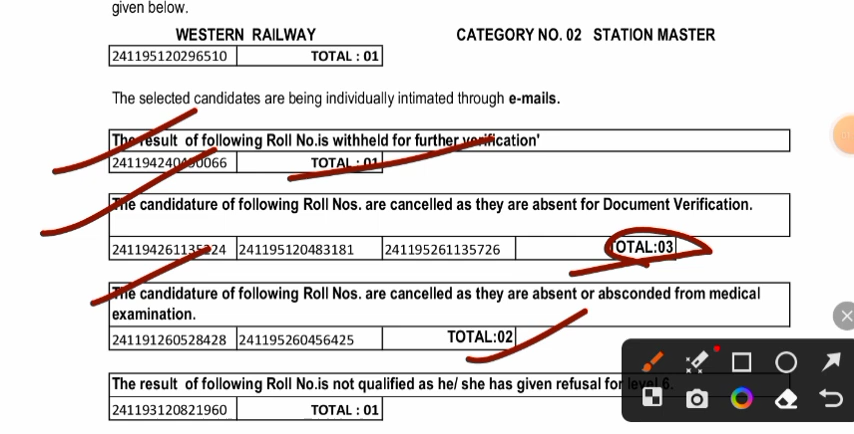 given below.
WESTERN RAILWAY CATEGORY NO. 02 STATION MASTER
241195120296510 TOTAL : 01
The selected candidates are being individually intimated through e-mails.
The result of following Roll No.is withheld for further verification'
TOTAL : 01
The candidature of following Roll Nos. are cancelled as they are absent for Document Verification.
241195120483181 241195261135726 TOTAL:03
The candidature of following Roll Nos. are cancelled as they are absent or absconded from medical
examination.
241191260528428 241195260456425 TOTAL:02
The result of following Roll No.is not qualified as he/ she has given refusal for level 6.
241193120821960 TOTAL : 01